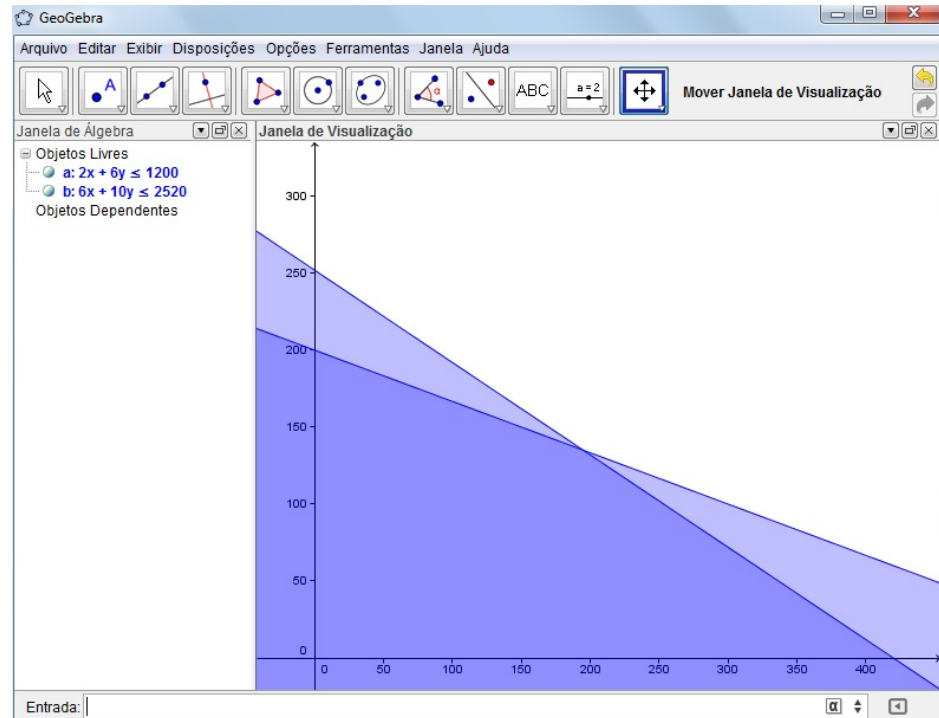 GeoGebra
Arquivo Editar Exibir Disposições Opções Ferramentas Janela Ajuda
A
α
ABC
a=2
Mover Janela de Visualização
Janela de Álgebra
Janela de Visualização
Objetos Livres
a: 2x + 6y ≤ 1200
b: 6x + 10y ≤ 2520
Objetos Dependentes
300
250
200
150
100
50
0
0 50 100 150 200 250 300 350 400
Entrada:
α